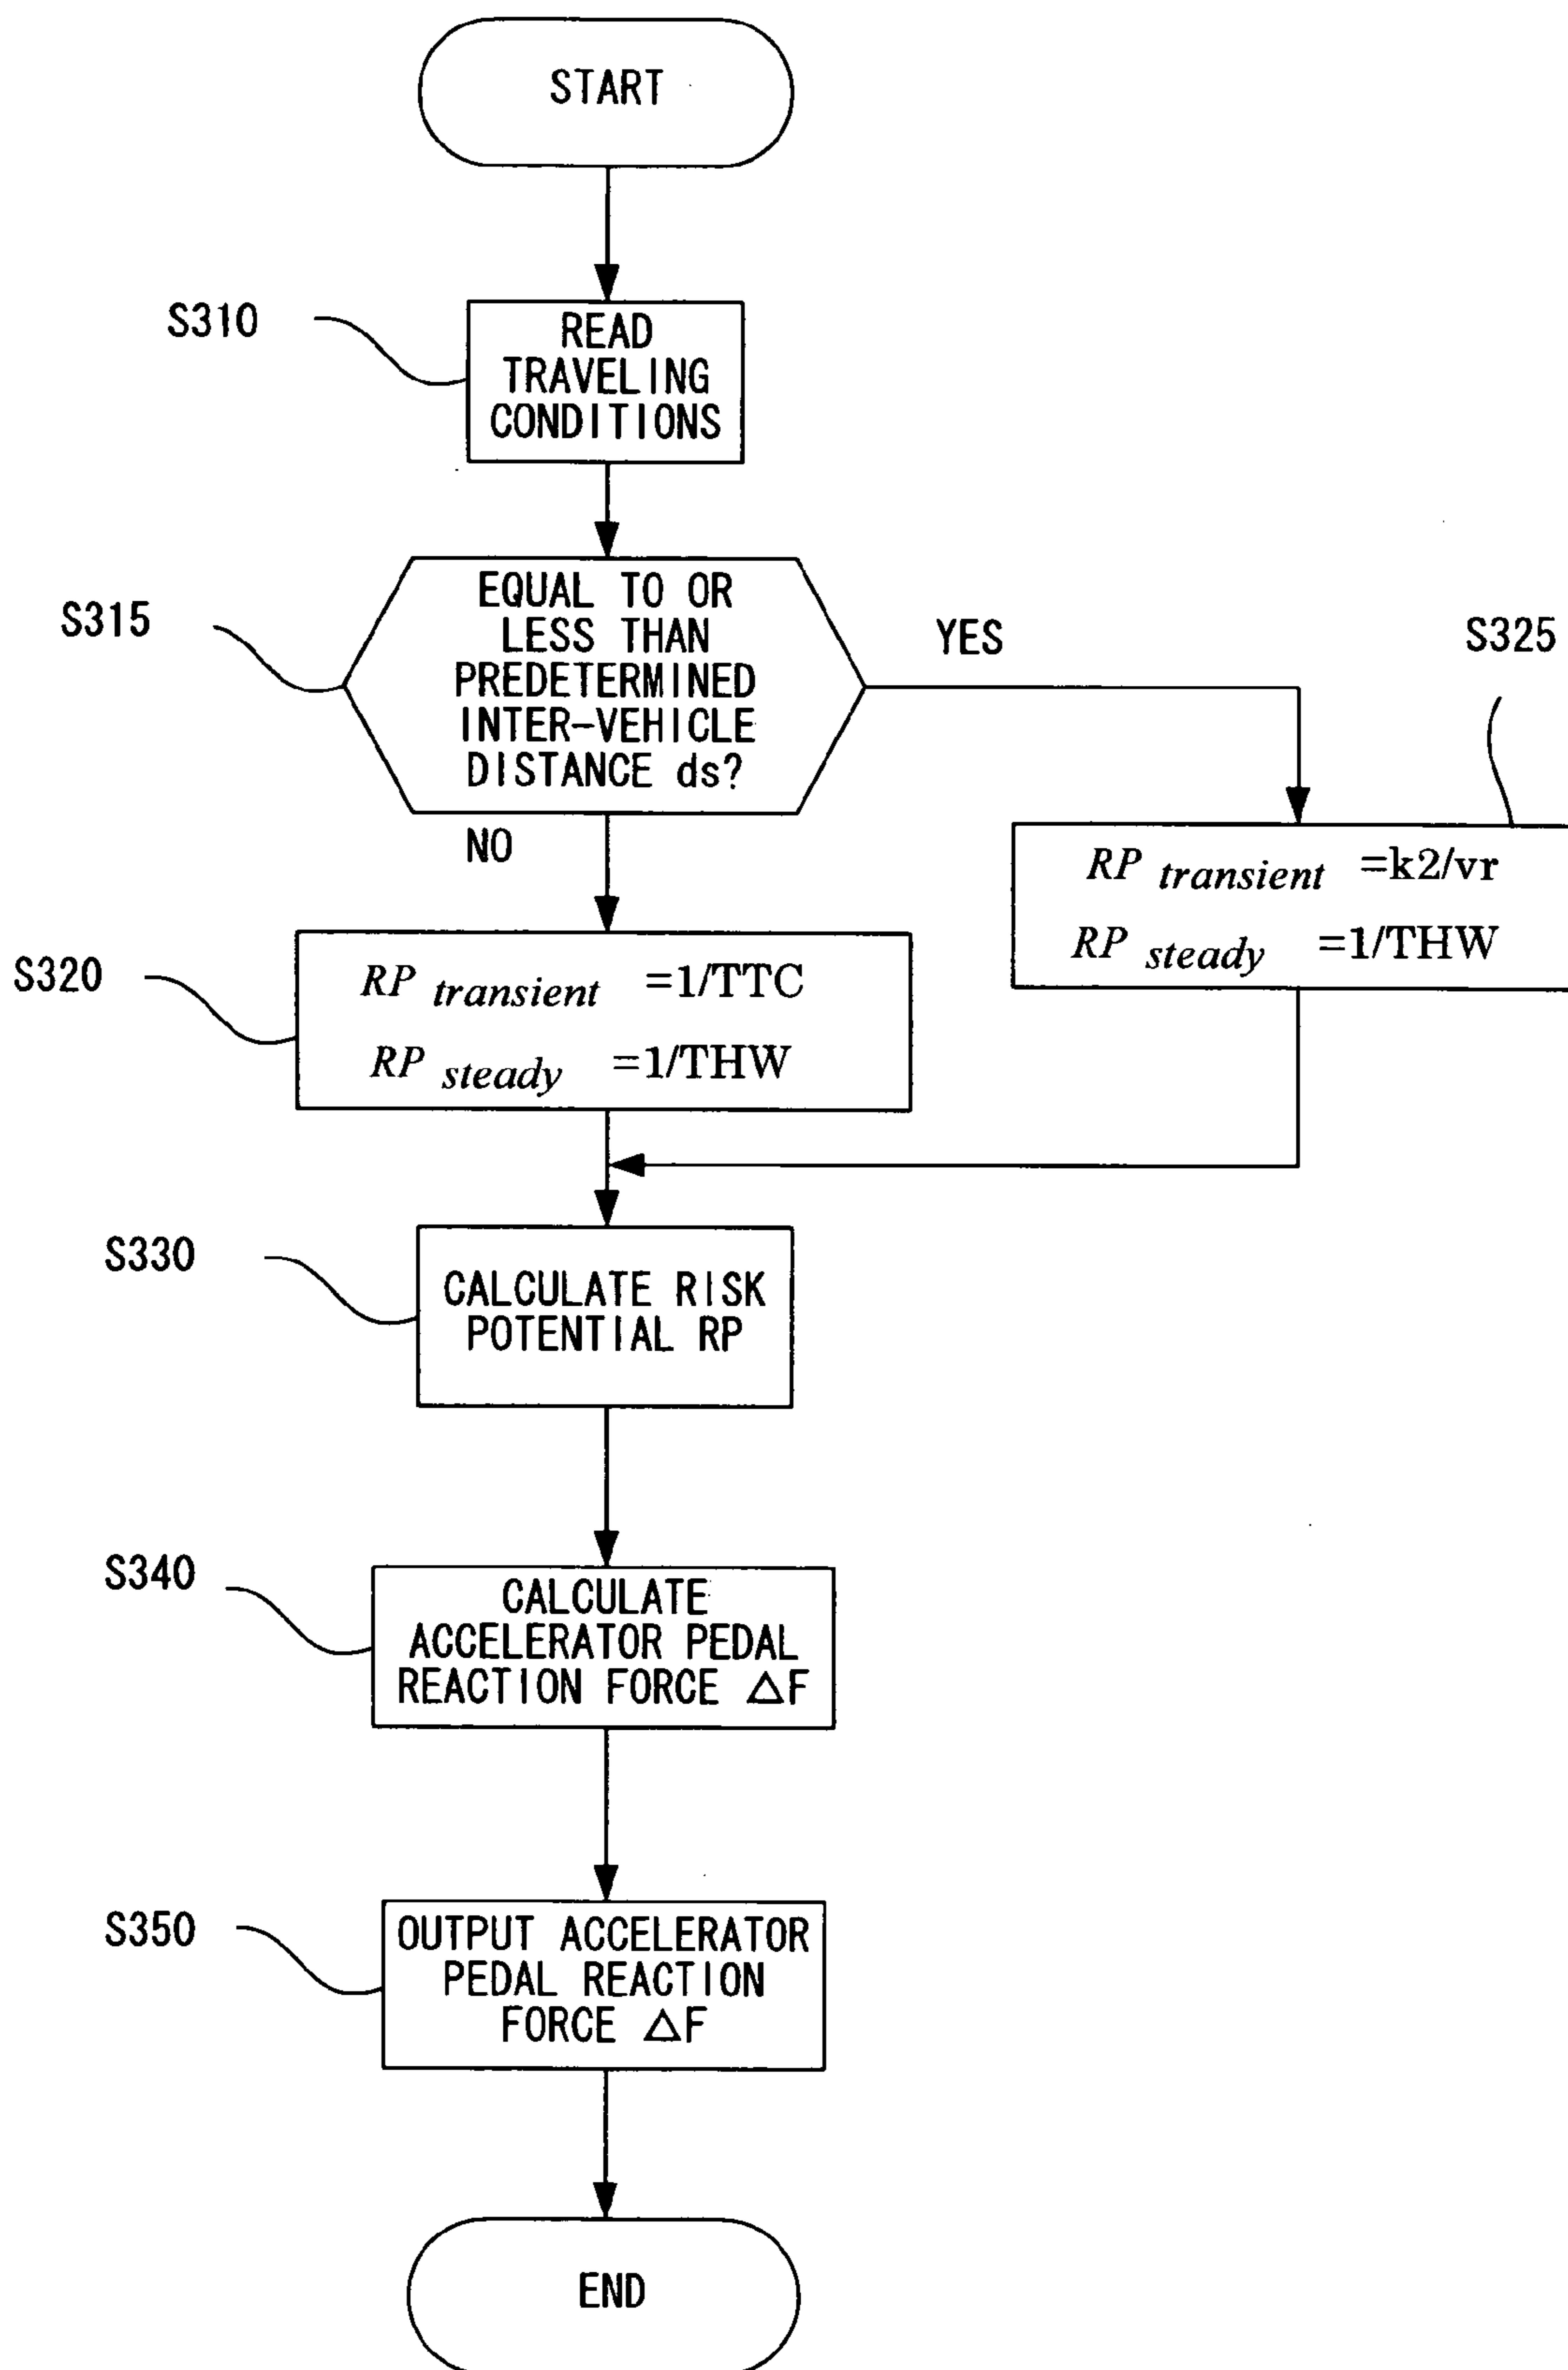 START
S310
READ
TRAVELING
CONDITIONS
S315
EQUAL TO OR
LESS THAN
PREDETERMINED
INTER-VEHICLE
DISTANCE ds?
YES
NO
S325
RP transient =k2/vr
RP steady =1/THW
S320
RP transient =1/TTC
RP steady =1/THW
S330
CALCULATE RISK
POTENTIAL RP
S340
CALCULATE
ACCELERATOR PEDAL
REACTION FORCE △F
S350
OUTPUT ACCELERATOR
PEDAL REACTION
FORCE △F
END